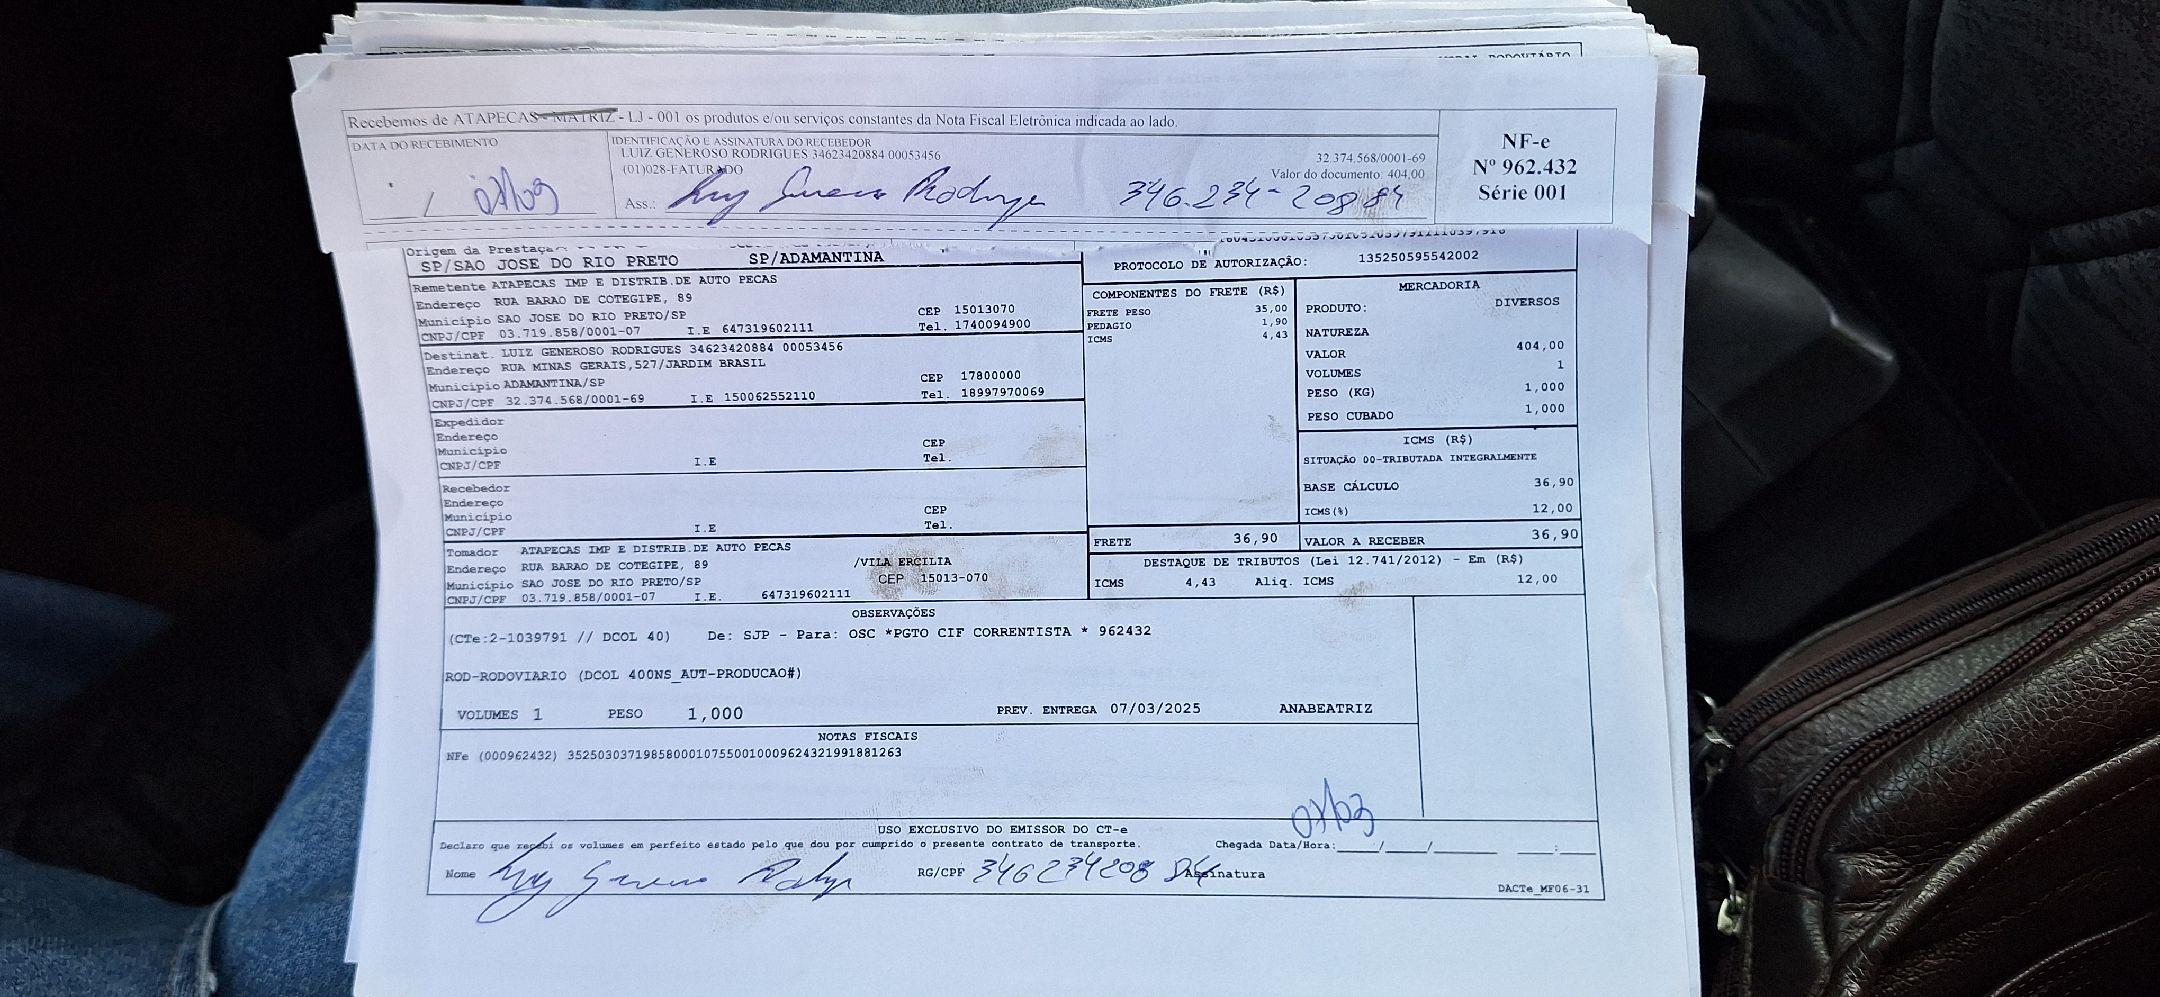 Recebemos de ATAPECAS - MATRIZ - LJ - 001 os produtos e/ou serviços constantes da Nota Fiscal Eletrônica indicada ao lado.
DATA DO RECEBIMENTO
/ 07/03
IDENTIFICAÇÃO E ASSINATURA DO RECEBEDOR
LUIZ GENEROSO RODRIGUES 34623420884 00053456
32.374.568/0001-69
(01)028-FATURADO
Valor do documento: 404,00
Ass.: 346.234-20884
NF-e
Nº 962.432
Série 001
Origem da Prestação
SP/SAO JOSE DO RIO PRETO SP/ADAMANTINA
PROTOCOLO DE AUTORIZAÇÃO: 135250595542002
Remetente ATAPECAS IMP E DISTRIB.DE AUTO PECAS
Endereço RUA BARAO DE COTEGIPE, 89 CEP 15013070
Município SAO JOSE DO RIO PRETO/SP Tel. 1740094900
CNPJ/CPF 03.719.858/0001-07 I.E 647319602111
Destinat. LUIZ GENEROSO RODRIGUES 34623420884 00053456
Endereço RUA MINAS GERAIS,527/JARDIM BRASIL
Município ADAMANTINA/SP CEP 17800000
CNPJ/CPF 32.374.568/0001-69 I.E 150062552110 Tel. 18997970069
Expedidor
Endereço
Município CEP
CNPJ/CPF I.E Tel.
Recebedor
Endereço
Município CEP
CNPJ/CPF I.E Tel.
Tomador ATAPECAS IMP E DISTRIB.DE AUTO PECAS
Endereço RUA BARAO DE COTEGIPE, 89 /VILA ERCILIA
Município SAO JOSE DO RIO PRETO/SP CEP 15013-070
CNPJ/CPF 03.719.858/0001-07 I.E. 647319602111
COMPONENTES DO FRETE (R$)
FRETE PESO 35,00
PEDAGIO 1,90
ICMS 4,43
FRETE 36,90
MERCADORIA
PRODUTO: DIVERSOS
NATUREZA
VALOR 404,00
VOLUMES 1
PESO (KG) 1,000
PESO CUBADO 1,000
ICMS (R$)
SITUAÇÃO 00-TRIBUTADA INTEGRALMENTE
BASE CÁLCULO 36,90
ICMS(%) 12,00
VALOR A RECEBER 36,90
DESTAQUE DE TRIBUTOS (Lei 12.741/2012) - Em (R$)
ICMS 4,43 Aliq. ICMS 12,00
OBSERVAÇÕES
(CTe:2-1039791 // DCOL 40) De: SJP - Para: OSC *PGTO CIF CORRENTISTA * 962432
ROD-RODOVIARIO (DCOL 400NS_AUT-PRODUCAO#)
VOLUMES 1 PESO 1,000 PREV. ENTREGA 07/03/2025 ANABEATRIZ
NOTAS FISCAIS
NFe (000962432) 35250303719858000107550010009624321991881263
07/03
USO EXCLUSIVO DO EMISSOR DO CT-e
Declaro que recebi os volumes em perfeito estado pelo que dou por cumprido o presente contrato de transporte. Chegada Data/Hora:____/____/______ ____:____
Nome RG/CPF 34623420884 Assinatura
DACTe_MF06-31